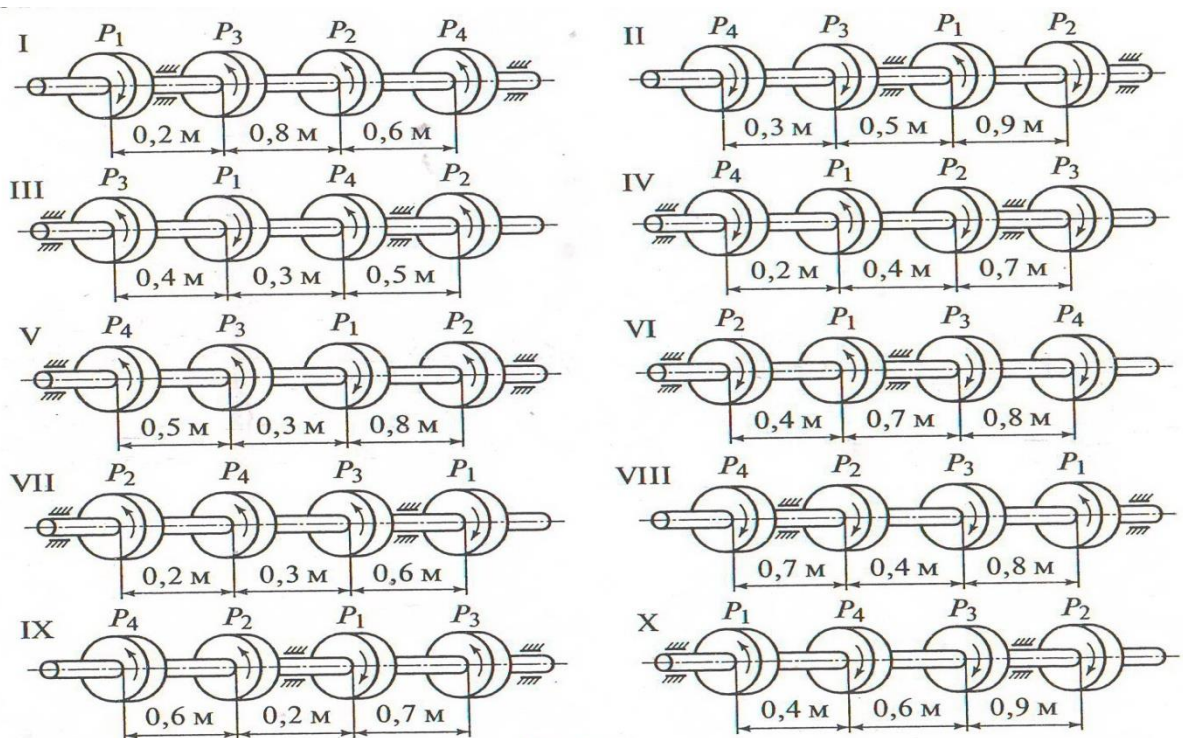 I P1 P3 P2 P4
0,2 м 0,8 м 0,6 м
II P4 P3 P1 P2
0,3 м 0,5 м 0,9 м
III P3 P1 P4 P2
0,4 м 0,3 м 0,5 м
IV P4 P1 P2 P3
0,2 м 0,4 м 0,7 м
V P4 P3 P1 P2
0,5 м 0,3 м 0,8 м
VI P2 P1 P3 P4
0,4 м 0,7 м 0,8 м
VII P2 P4 P3 P1
0,2 м 0,3 м 0,6 м
VIII P4 P2 P3 P1
0,7 м 0,4 м 0,8 м
IX P4 P2 P1 P3
0,6 м 0,2 м 0,7 м
X P1 P4 P3 P2
0,4 м 0,6 м 0,9 м